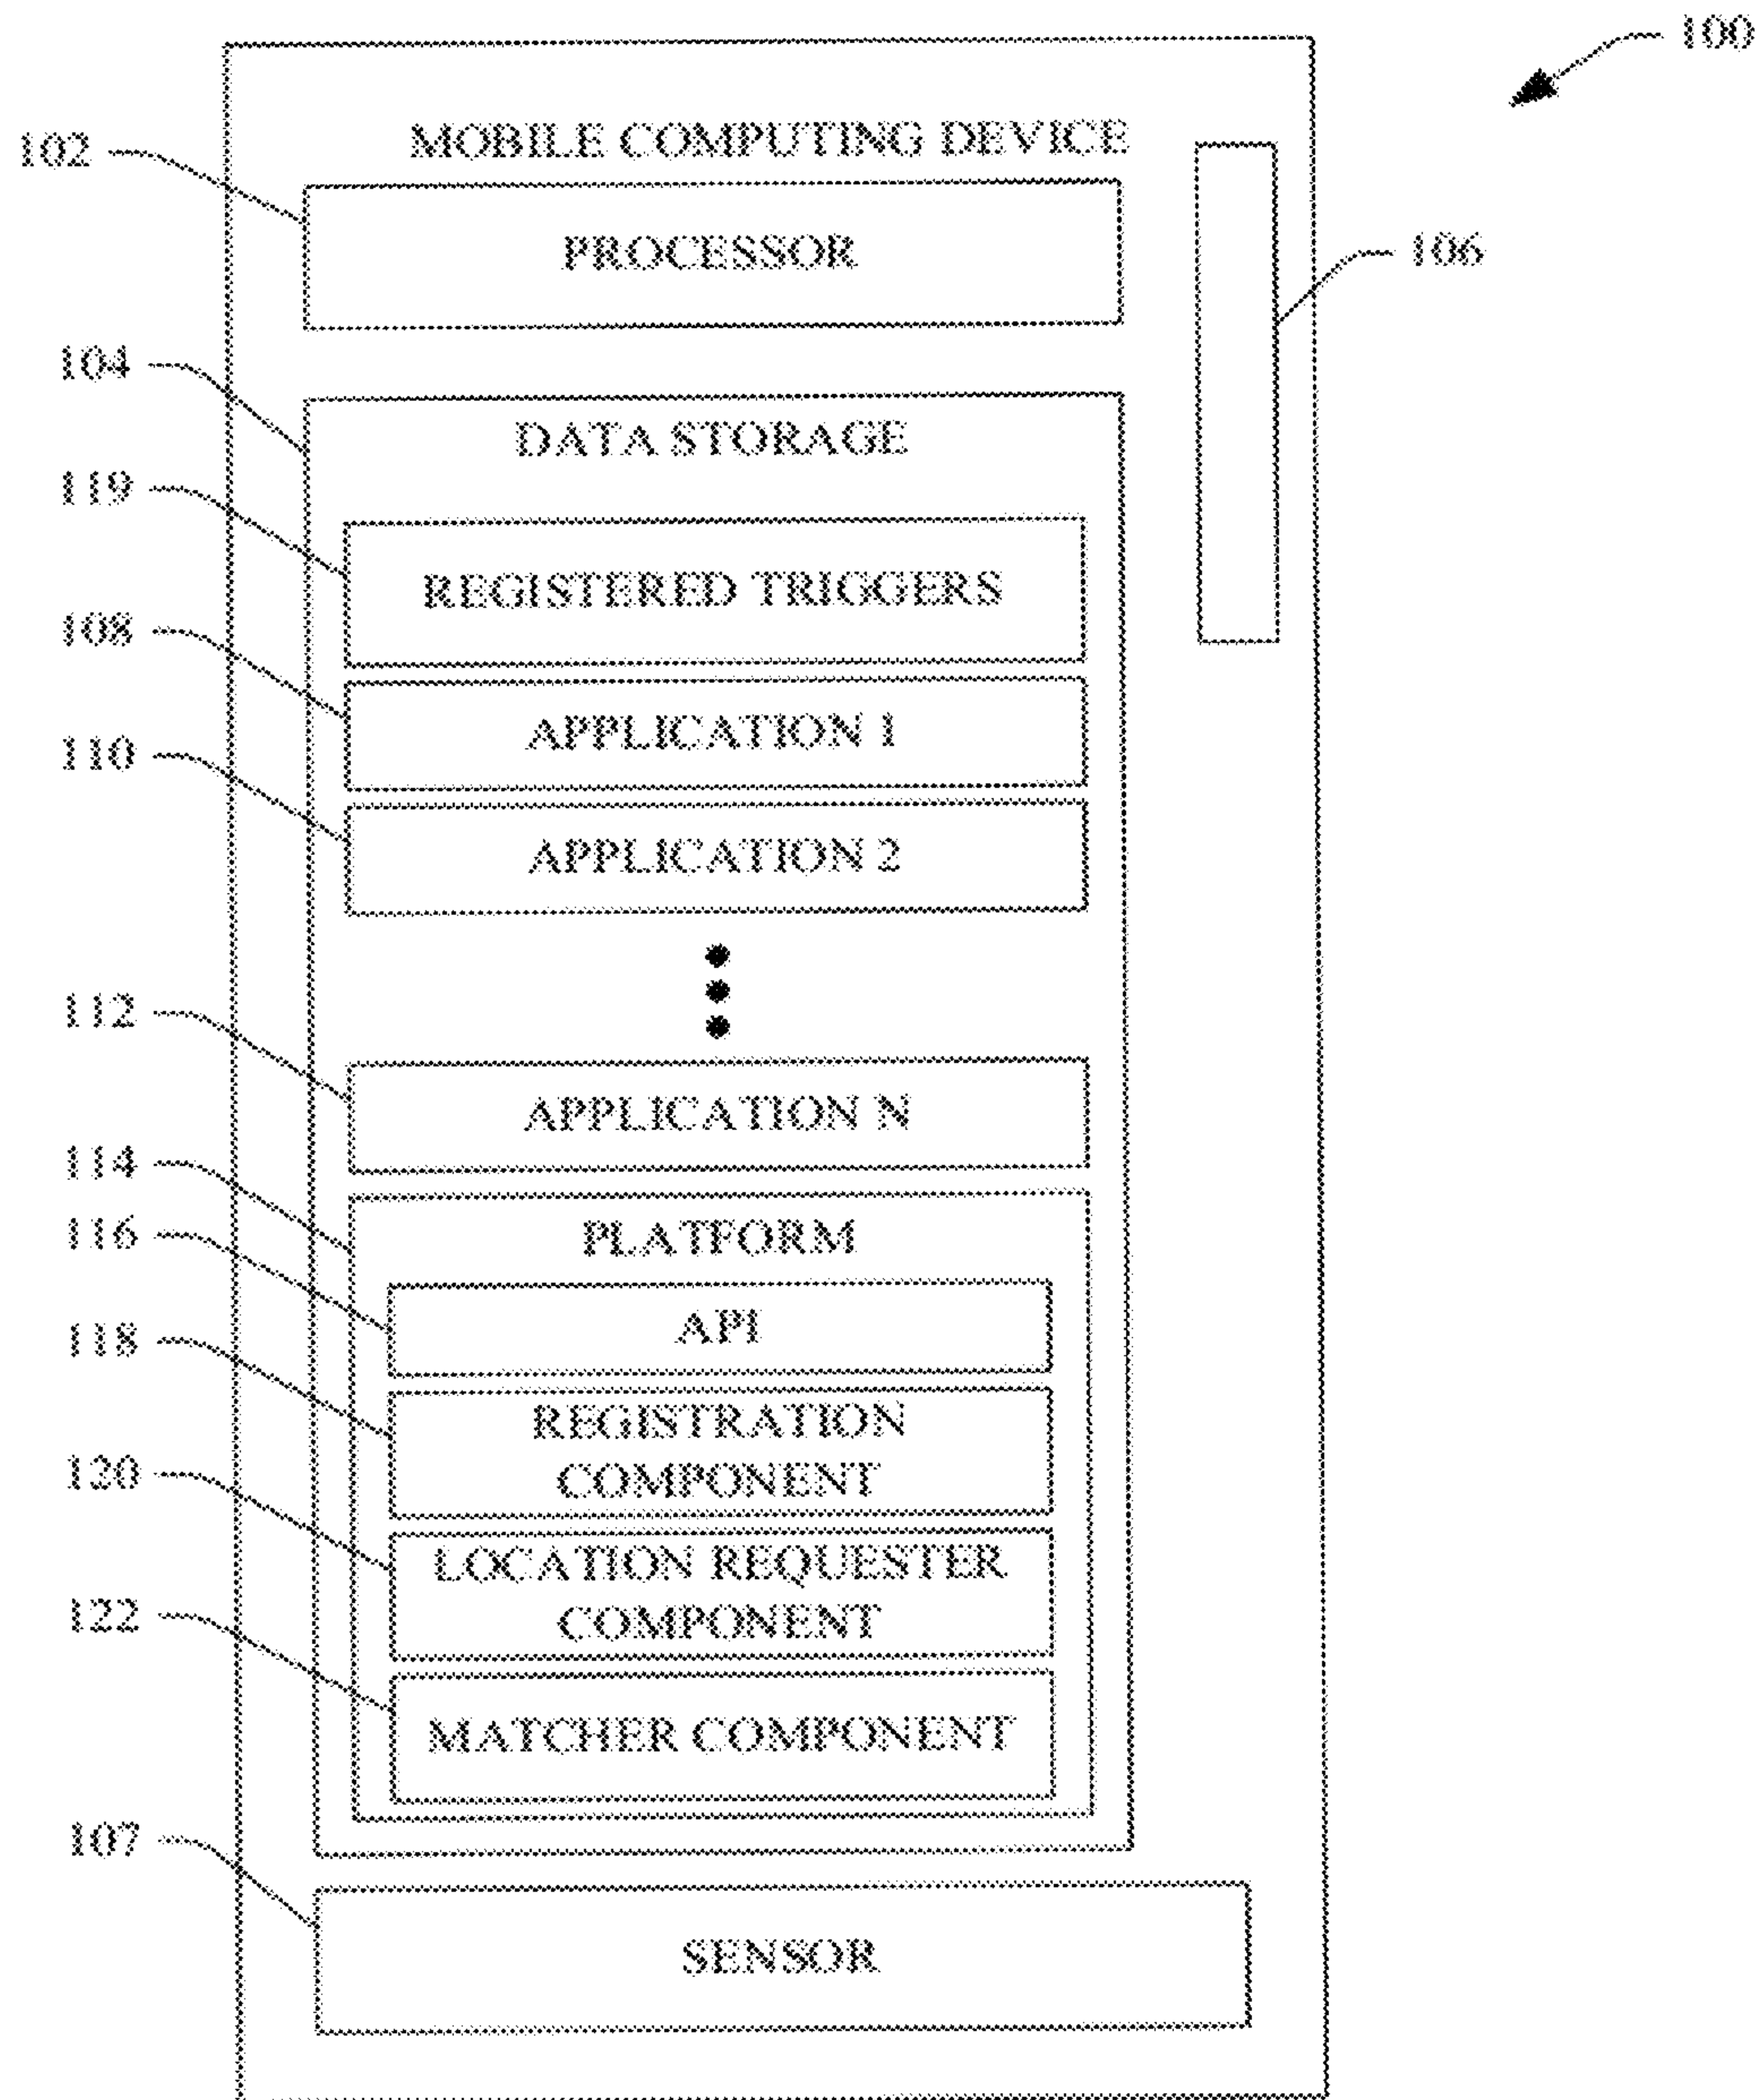 100
MOBILE COMPUTING DEVICE
102
PROCESSOR
106
104
DATA STORAGE
119
REGISTERED TRIGGERS
108
APPLICATION 1
110
APPLICATION 2
112
APPLICATION N
114
PLATFORM
116
API
118
REGISTRATION
COMPONENT
120
LOCATION REQUESTER
COMPONENT
122
MATCHER COMPONENT
107
SENSOR